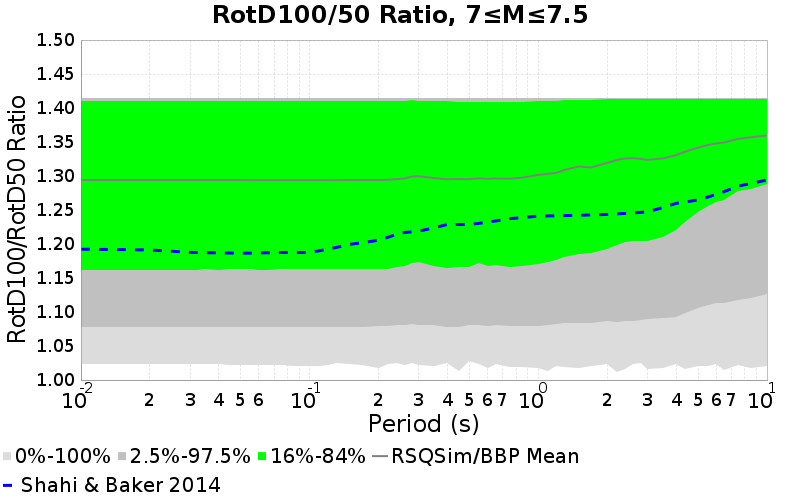 RotD100/50 Ratio, 7≤M≤7.5
RotD100/RotD50 Ratio
1.50
1.45
1.40
1.35
1.30
1.25
1.20
1.15
1.10
1.05
1.00
10-2 2 3 4 5 6 10-1 2 3 4 5 6 7 100 2 3 4 5 6 7 101
Period (s)
0%-100% 2.5%-97.5% 16%-84% RSQSim/BBP Mean
Shahi & Baker 2014